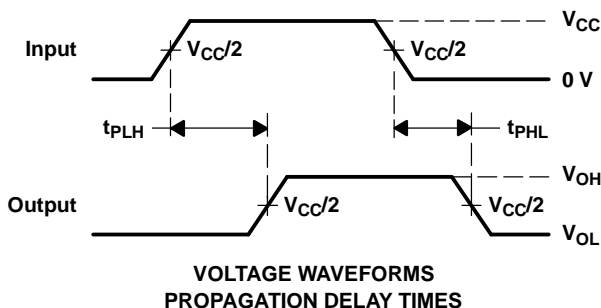 V_CC
Input V_CC/2 V_CC/2
0 V
t_PLH t_PHL
V_OH
Output V_CC/2 V_CC/2
V_OL
VOLTAGE WAVEFORMS
PROPAGATION DELAY TIMES